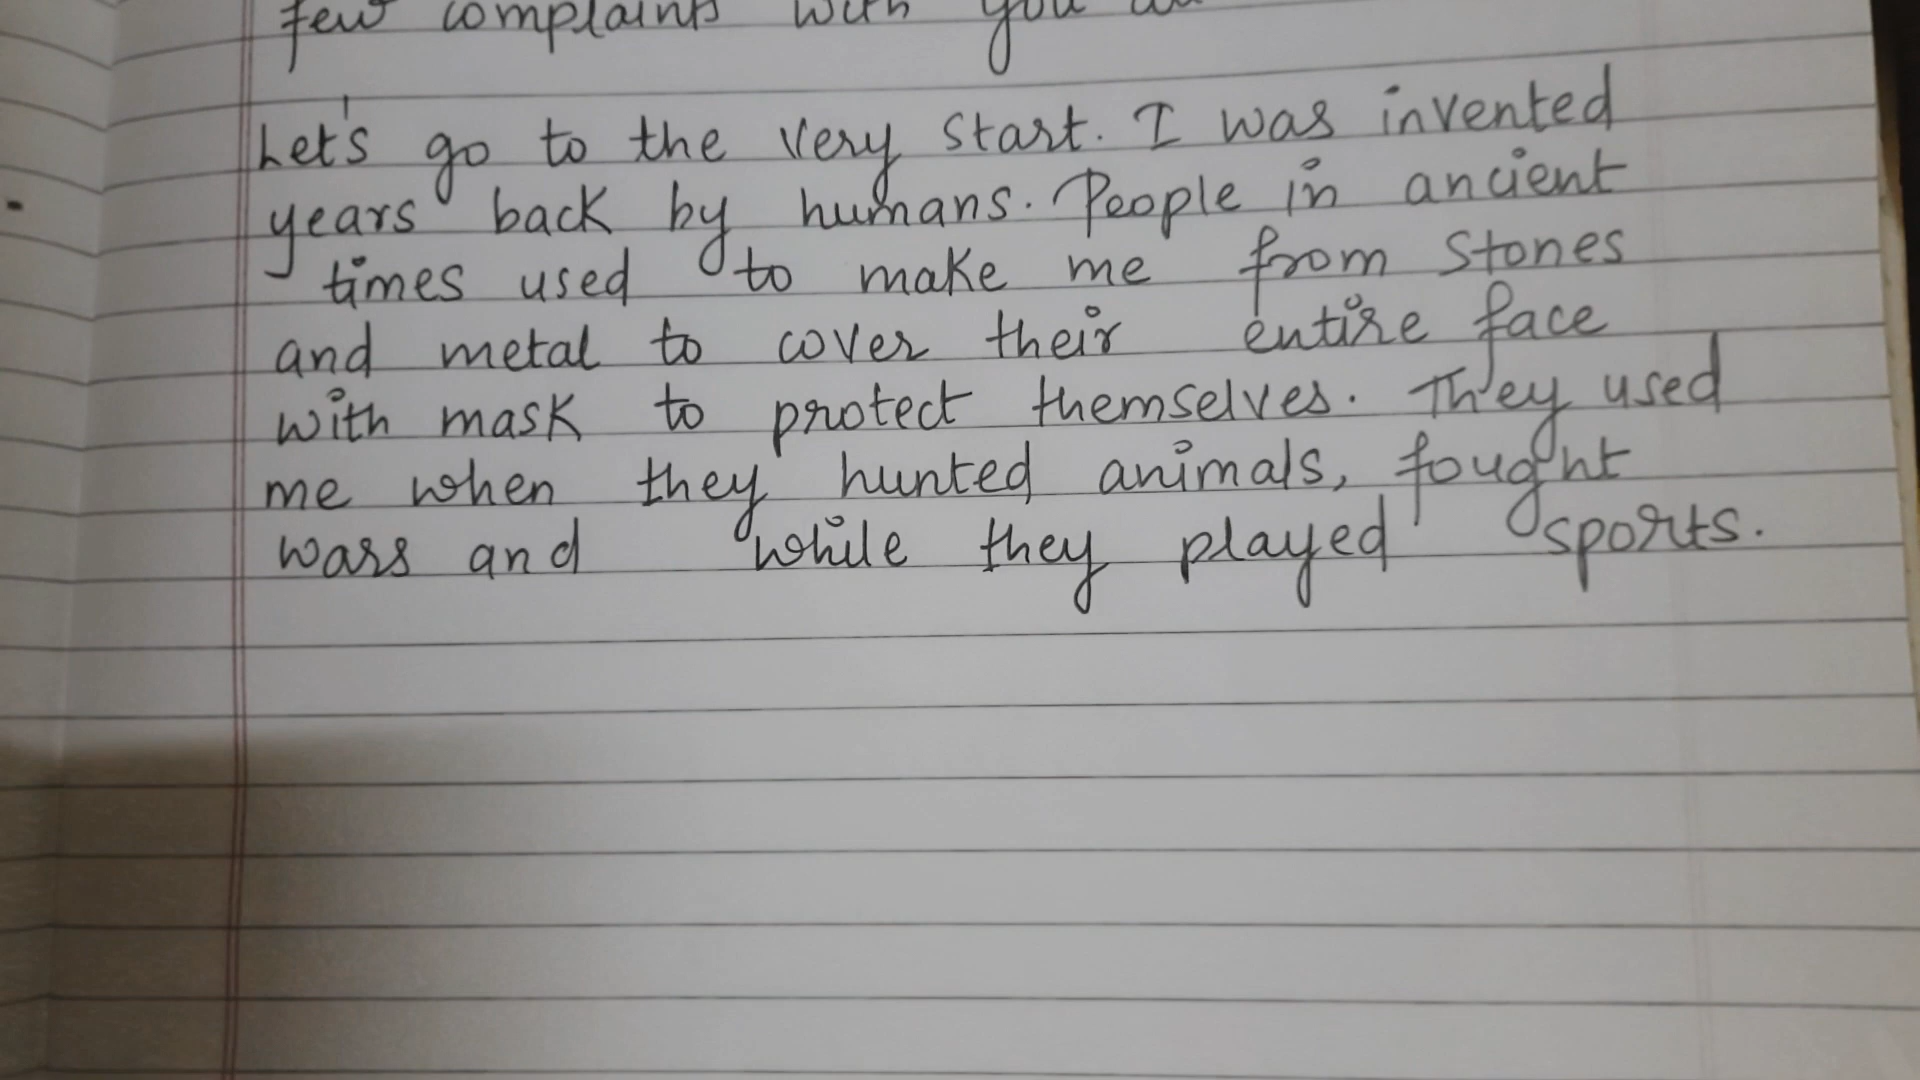 few complaints with you
Let's go to the very start. I was invented
years back by humans. People in ancient
times used to make me from stones
and metal to cover their entire face
with mask to protect themselves. They used
me when they hunted animals, fought
wars and while they played sports.